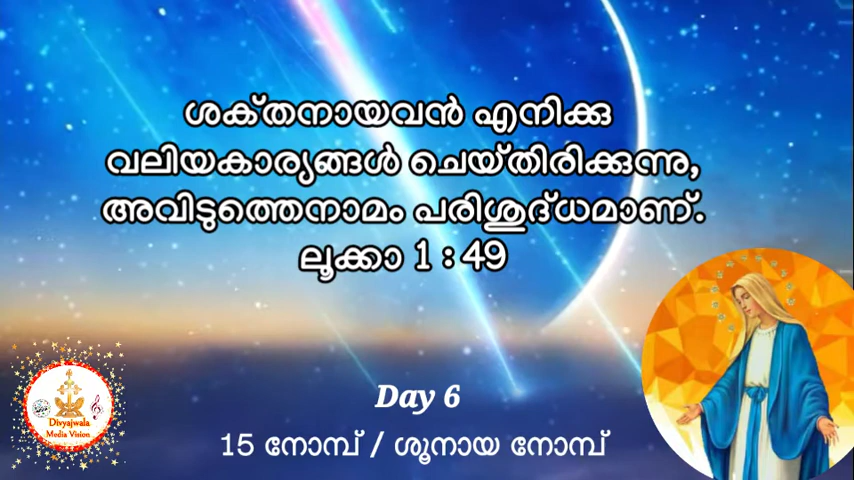 ശക്തനായവൻ എനിക്കു
വലിയകാര്യങ്ങൾ ചെയ്തിരിക്കുന്നു,
അവിടുത്തെനാമം പരിശുദ്ധമാണ്.
ലൂക്കാ 1 : 49
Day 6
15 നോമ്പ് / ശൂനായ നോമ്പ്
Divyajwala
Media Vision